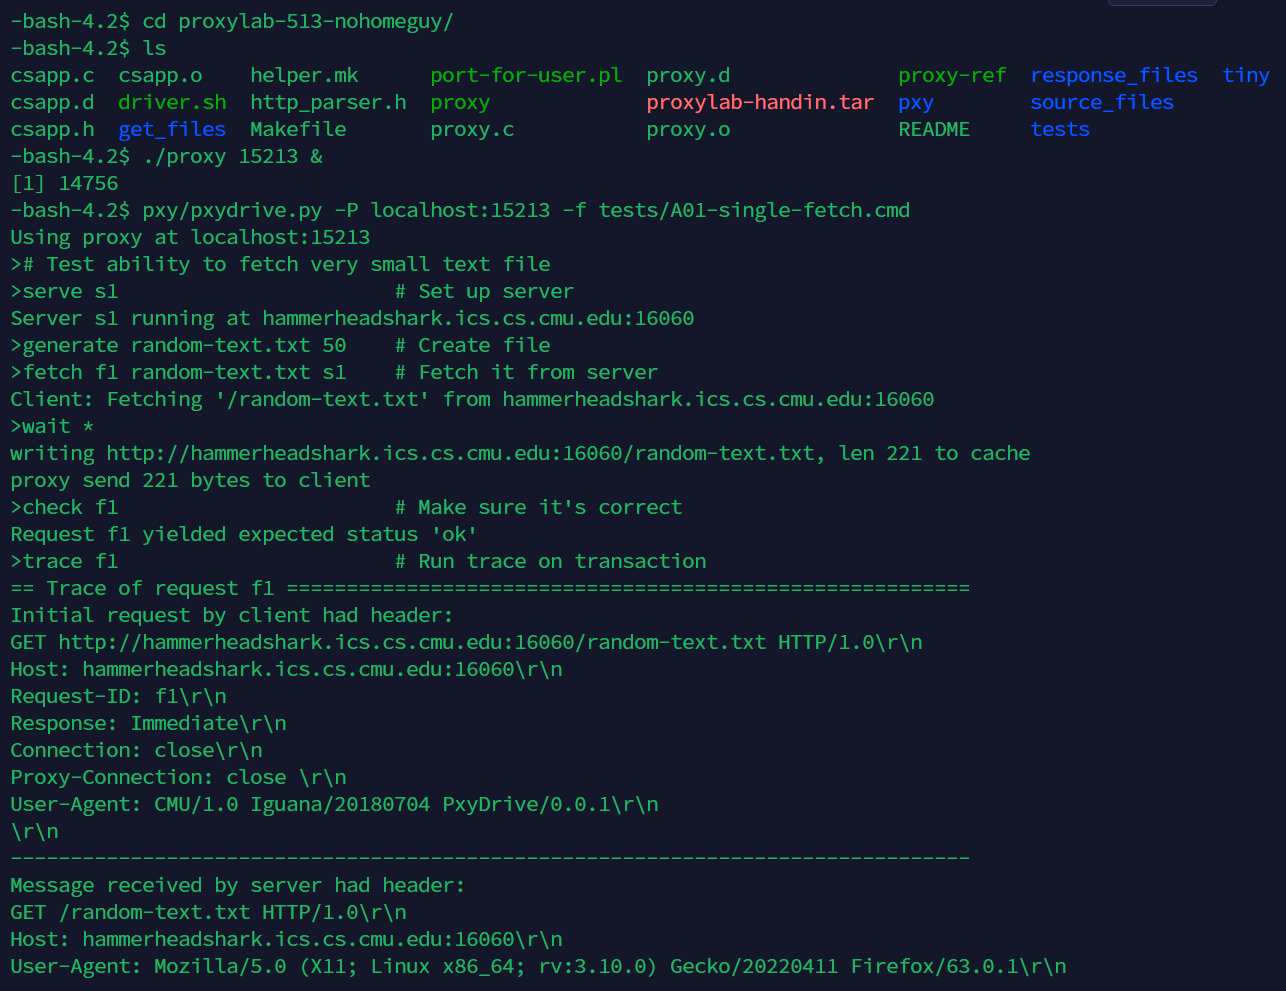 -bash-4.2$ cd proxylab-513-nohomeguy/
-bash-4.2$ ls
csapp.c  csapp.o    helper.mk      port-for-user.pl  proxy.d              proxy-ref  response_files  tiny
csapp.d  driver.sh  http_parser.h  proxy             proxylab-handin.tar  pxy        source_files
csapp.h  get_files  Makefile       proxy.c           proxy.o              README     tests
-bash-4.2$ ./proxy 15213 &
[1] 14756
-bash-4.2$ pxy/pxydrive.py -P localhost:15213 -f tests/A01-single-fetch.cmd
Using proxy at localhost:15213
># Test ability to fetch very small text file
>serve s1                       # Set up server
Server s1 running at hammerheadshark.ics.cs.cmu.edu:16060
>generate random-text.txt 50    # Create file
>fetch f1 random-text.txt s1    # Fetch it from server
Client: Fetching '/random-text.txt' from hammerheadshark.ics.cs.cmu.edu:16060
>wait *
writing http://hammerheadshark.ics.cs.cmu.edu:16060/random-text.txt, len 221 to cache
proxy send 221 bytes to client
>check f1                       # Make sure it's correct
Request f1 yielded expected status 'ok'
>trace f1                       # Run trace on transaction
== Trace of request f1 =========================================================
Initial request by client had header:
GET http://hammerheadshark.ics.cs.cmu.edu:16060/random-text.txt HTTP/1.0\r\n
Host: hammerheadshark.ics.cs.cmu.edu:16060\r\n
Request-ID: f1\r\n
Response: Immediate\r\n
Connection: close\r\n
Proxy-Connection: close \r\n
User-Agent: CMU/1.0 Iguana/20180704 PxyDrive/0.0.1\r\n
\r\n
--------------------------------------------------------------------------------
Message received by server had header:
GET /random-text.txt HTTP/1.0\r\n
Host: hammerheadshark.ics.cs.cmu.edu:16060\r\n
User-Agent: Mozilla/5.0 (X11; Linux x86_64; rv:3.10.0) Gecko/20220411 Firefox/63.0.1\r\n